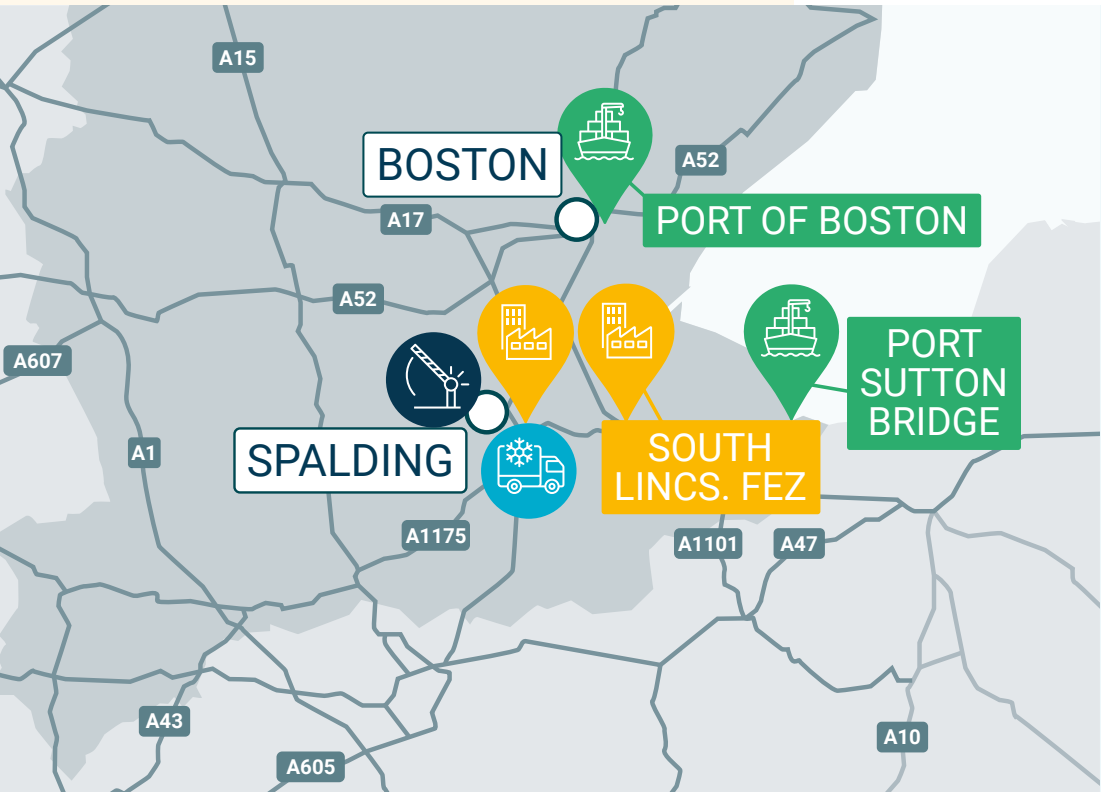 A15
BOSTON
A52
A17
PORT OF BOSTON
A52
A607
PORT
SUTTON
BRIDGE
A1
SPALDING
SOUTH
LINCS. FEZ
A1175
A1101
A47
A43
A10
A605